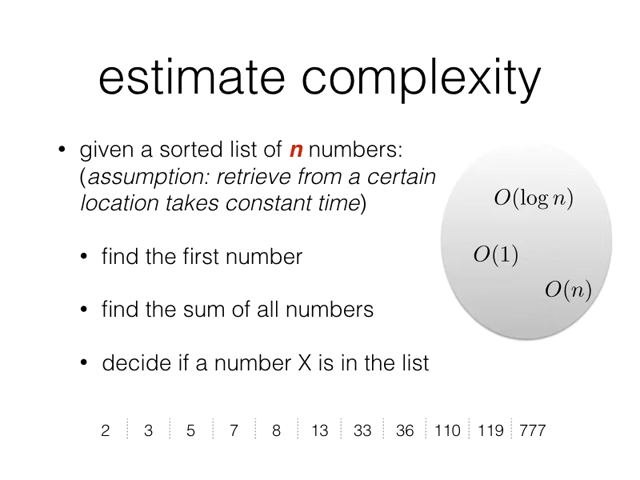 estimate complexity
• given a sorted list of n numbers:
(assumption: retrieve from a certain
location takes constant time)
• find the first number
• find the sum of all numbers
• decide if a number X is in the list
O(log n)
O(1)
O(n)
2 3 5 7 8 13 33 36 110 119 777